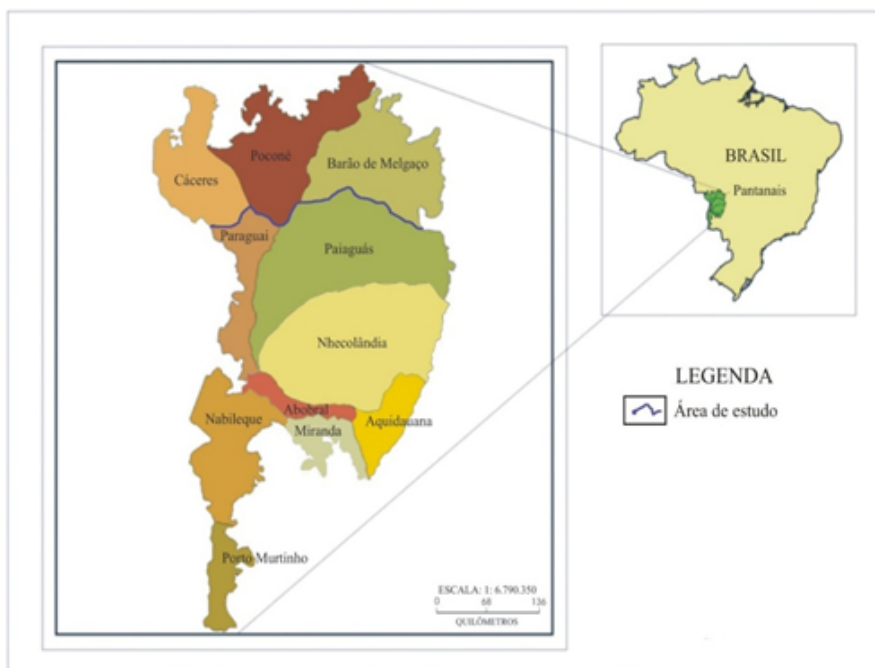 Poconé
Barão de Melgaço
Cáceres
Paraguai
Paiaguás
Nhecolândia
Abobral
Nabileque
Miranda
Aquidauana
Porto Murtinho
ESCALA: 1: 6.790.350
0 68 136
QUILÔMETROS
BRASIL
Pantanais
LEGENDA
Área de estudo